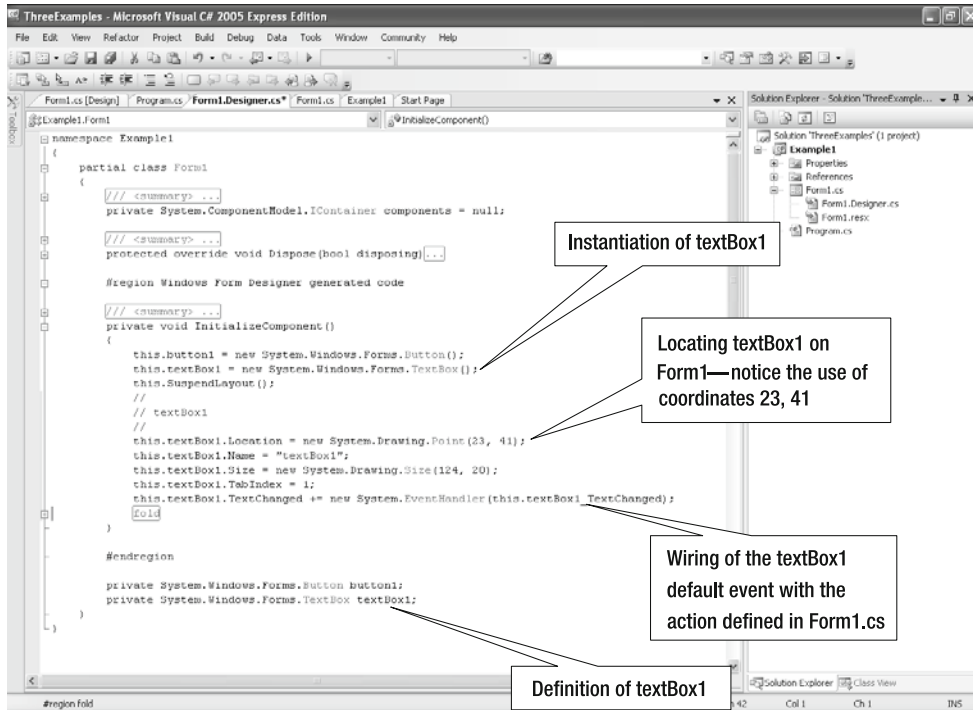 ThreeExamples - Microsoft Visual C# 2005 Express Edition
File Edit View Refactor Project Build Debug Data Tools Window Community Help
Form1.cs [Design] Program.cs Form1.Designer.cs* Form1.cs Example1 Start Page
Toolbox
Example1.Form1
InitializeComponent()
namespace Example1
{
partial class Form1
{
/// <summary> ...
private System.ComponentModel.IContainer components = null;
/// <summary> ...
protected override void Dispose(bool disposing)...
#region Windows Form Designer generated code
/// <summary> ...
private void InitializeComponent()
{
this.button1 = new System.Windows.Forms.Button();
this.textBox1 = new System.Windows.Forms.TextBox();
this.SuspendLayout();
//
// textBox1
//
this.textBox1.Location = new System.Drawing.Point(23, 41);
this.textBox1.Name = "textBox1";
this.textBox1.Size = new System.Drawing.Size(124, 20);
this.textBox1.TabIndex = 1;
this.textBox1.TextChanged += new System.EventHandler(this.textBox1_TextChanged);
fold
}
#endregion
private System.Windows.Forms.Button button1;
private System.Windows.Forms.TextBox textBox1;
}
}
Instantiation of textBox1
Locating textBox1 on
Form1—notice the use of
coordinates 23, 41
Wiring of the textBox1
default event with the
action defined in Form1.cs
Definition of textBox1
Solution Explorer - Solution 'ThreeExample...
Solution 'ThreeExamples' (1 project)
Example1
Properties
References
Form1.cs
Form1.Designer.cs
Form1.resx
Program.cs
Solution Explorer Class View
#region fold
42 Col 1 Ch 1 INS